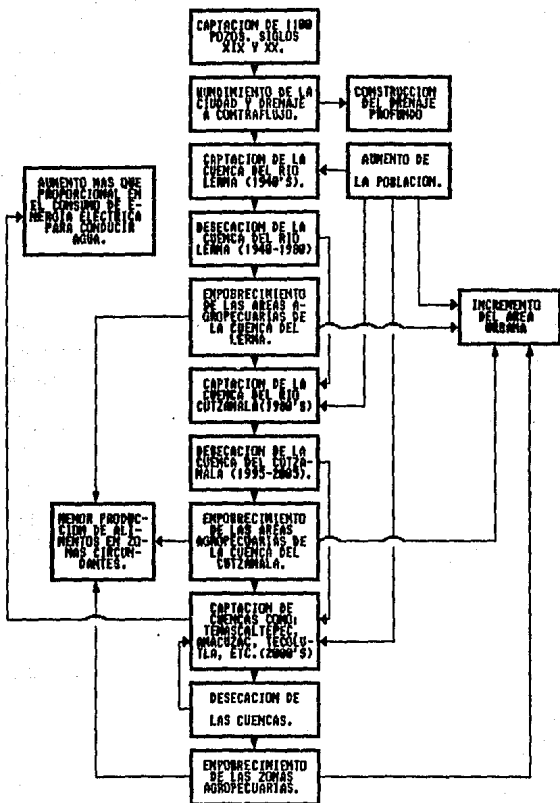 CAPTACION DE 1100
POZOS. SIGLOS
XIX Y XX.
HUNDIMIENTO DE LA
CIUDAD Y DRENAJE
A CONTRAFLUJO.
CONSTRUCCION
DEL DRENAJE
PROFUNDO
CAPTACION DE LA
CUENCA DEL RIO
LERMA (1940'S).
AUMENTO DE
LA POBLACION.
AUMENTO MAS QUE
PROPORCIONAL EN
EL CONSUMO DE E-
NERGIA ELECTRICA
PARA CONDUCIR
AGUA.
DESECACION DE LA
CUENCA DEL RIO
LERMA (1940-1980)
EMPOBRECIMIENTO
DE LAS AREAS A-
GROPECUARIAS DE
LA CUENCA DEL
LERMA.
INCREMENTO
DEL AREA
URBANA
CAPTACION DE LA
CUENCA DEL RIO
CUTZAMALA(1980'S)
DESECACION DE LA
CUENCA DEL CUTZA-
MALA (1995-2005).
MENOR PRODUC-
CION DE ALI-
MENTOS EN ZO-
NAS CIRCUN-
DANTES.
EMPOBRECIMIENTO
DE LAS AREAS
AGROPECUARIAS DE
LA CUENCA DEL
CUTZAMALA.
CAPTACION DE
CUENCAS COMO:
TEMASCALTEPEC,
AMACUZAC, TECOLU-
TLA, ETC.(2000'S)
DESECACION DE
LAS CUENCAS.
EMPOBRECIMIENTO
DE LAS ZONAS
AGROPECUARIAS.